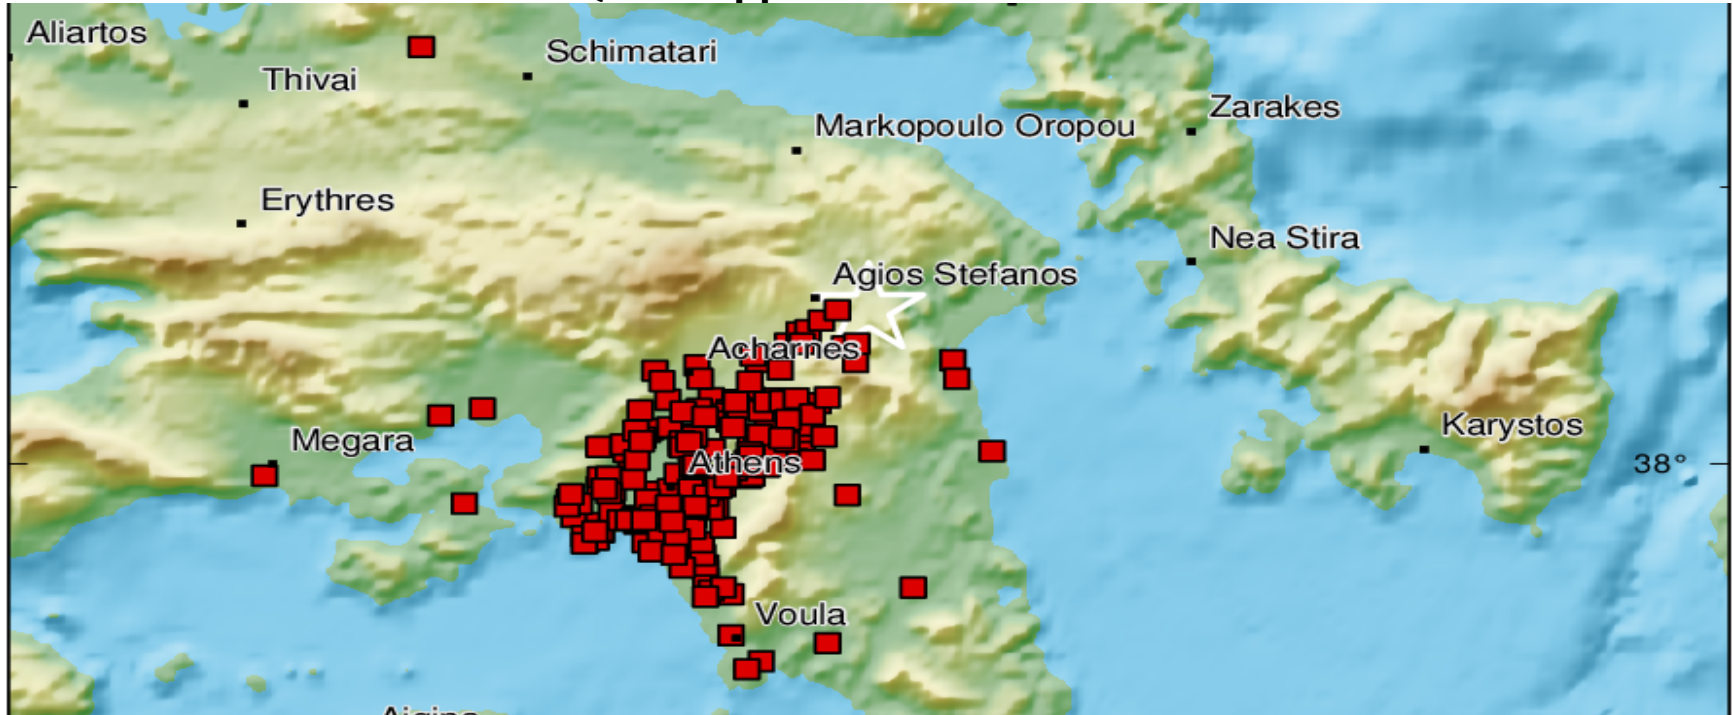 Aliartos
Schimatari
Thivai
Zarakes
Markopoulo Oropou
Erythres
Nea Stira
Agios Stefanos
Acharnes
Karystos
Megara
Athens
38°
Voula